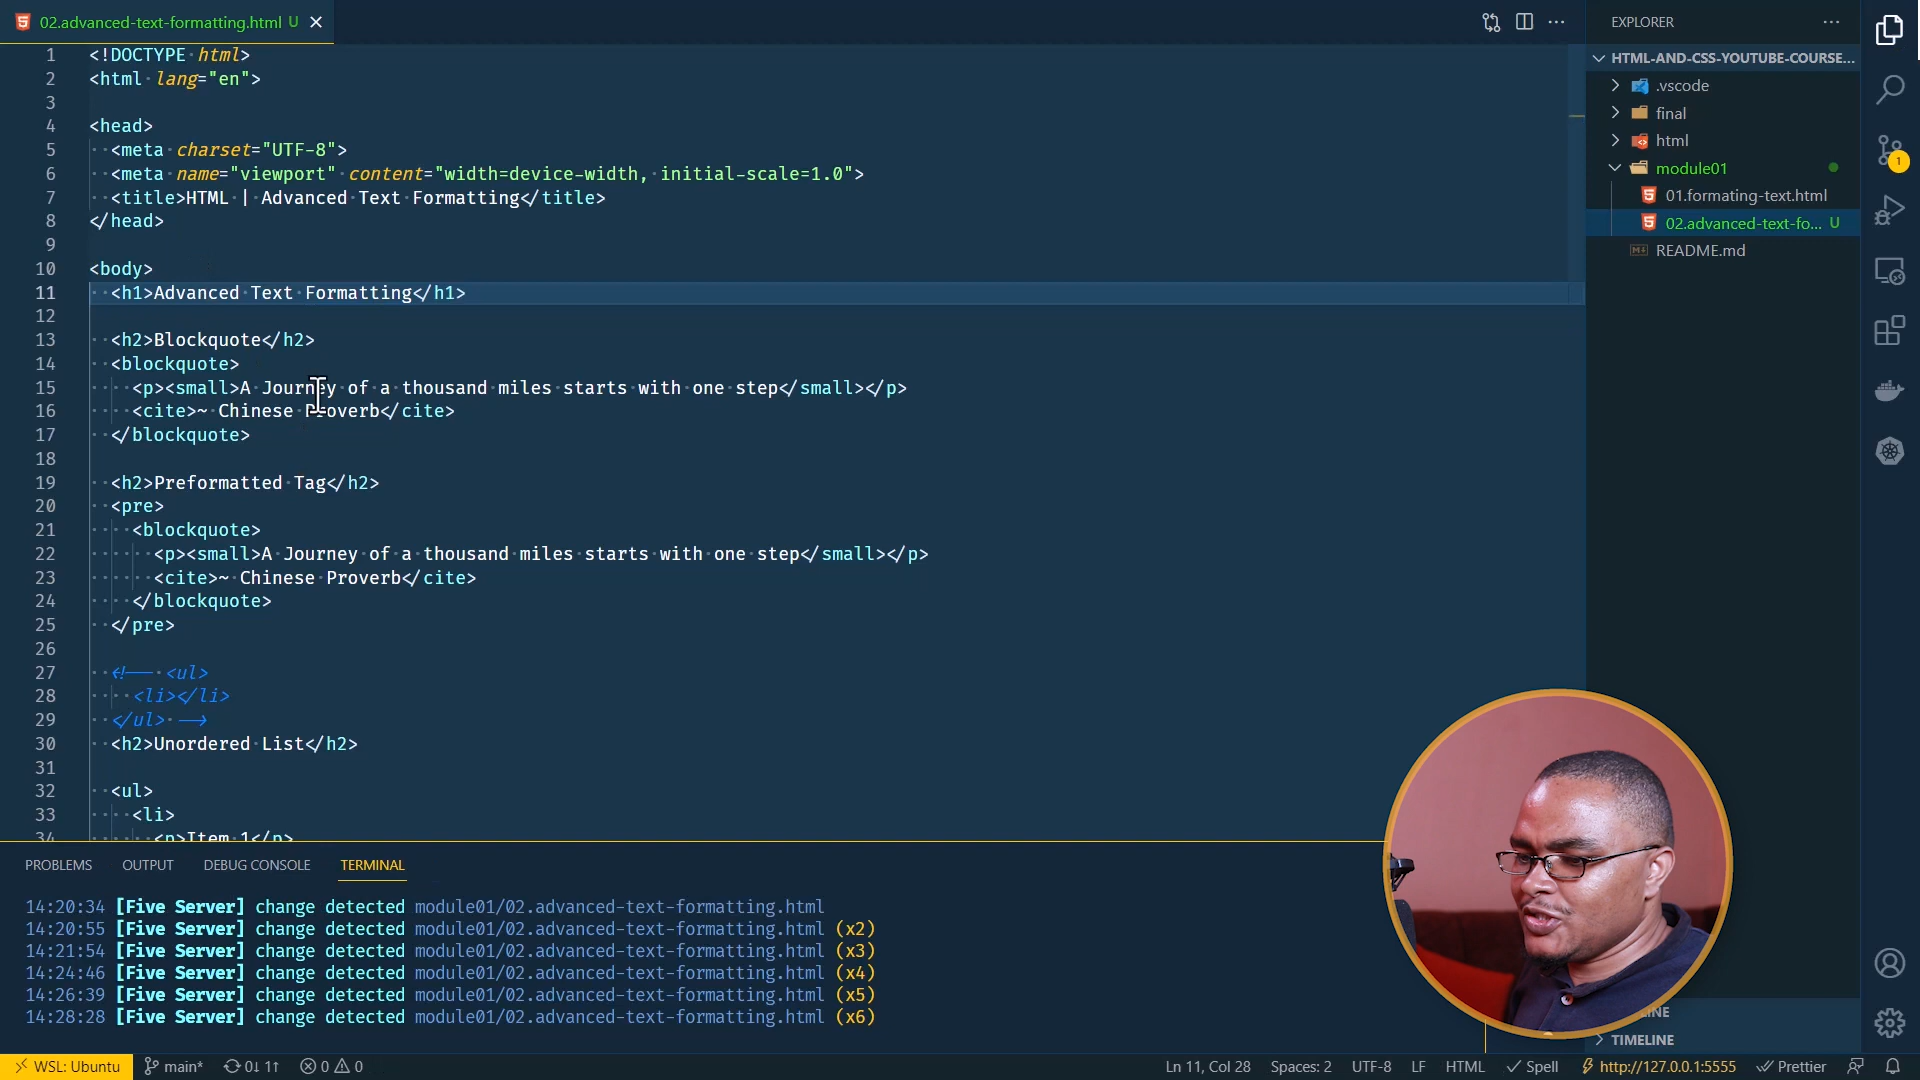 02.advanced-text-formatting.html U
EXPLORER
HTML-AND-CSS-YOUTUBE-COURSE...
.vscode
final
html
module01
01.formating-text.html
02.advanced-text-fo... U
README.md
1
1 <!DOCTYPE html>
2 <html lang="en">
3
4 <head>
5 <meta charset="UTF-8">
6 <meta name="viewport" content="width=device-width, initial-scale=1.0">
7 <title>HTML | Advanced Text Formatting</title>
8 </head>
9
10 <body>
11 <h1>Advanced Text Formatting</h1>
12
13 <h2>Blockquote</h2>
14 <blockquote>
15 <p><small>A Journey of a thousand miles starts with one step</small></p>
16 <cite>~ Chinese Proverb</cite>
17 </blockquote>
18
19 <h2>Preformatted Tag</h2>
20 <pre>
21 <blockquote>
22 <p><small>A Journey of a thousand miles starts with one step</small></p>
23 <cite>~ Chinese Proverb</cite>
24 </blockquote>
25 </pre>
26
27 <!-- <ul>
28 <li></li>
29 </ul> -->
30 <h2>Unordered List</h2>
31
32 <ul>
33 <li>
34 <p>Item 1</p>
PROBLEMS OUTPUT DEBUG CONSOLE TERMINAL
14:20:34 [Five Server] change detected module01/02.advanced-text-formatting.html
14:20:55 [Five Server] change detected module01/02.advanced-text-formatting.html (x2)
14:21:54 [Five Server] change detected module01/02.advanced-text-formatting.html (x3)
14:24:46 [Five Server] change detected module01/02.advanced-text-formatting.html (x4)
14:26:39 [Five Server] change detected module01/02.advanced-text-formatting.html (x5)
14:28:28 [Five Server] change detected module01/02.advanced-text-formatting.html (x6)
TIMELINE
WSL: Ubuntu main* 0↓ 1↑ 0 0 Ln 11, Col 28 Spaces: 2 UTF-8 LF HTML Spell http://127.0.0.1:5555 Prettier